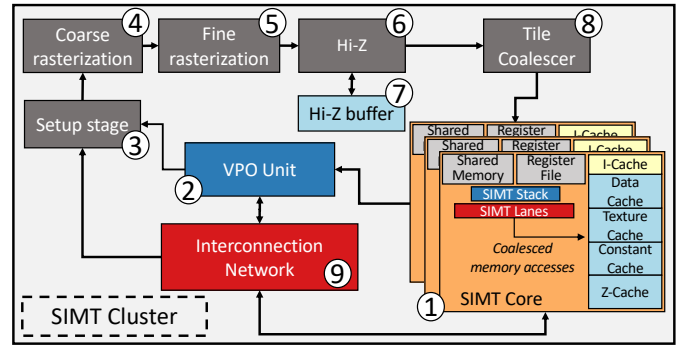 4
Coarse
rasterization
5
Fine
rasterization
6
Hi-Z
8
Tile
Coalescer
7
Hi-Z buffer
Setup stage
3
VPO Unit
2
Interconnection
Network
9
SIMT Cluster
Shared
Register
I-Cache
Shared
Register
I-Cache
Shared
Memory
Register
File
I-Cache
Data
Cache
Texture
Cache
Constant
Cache
Z-Cache
SIMT Stack
SIMT Lanes
Coalesced
memory accesses
1
SIMT Core